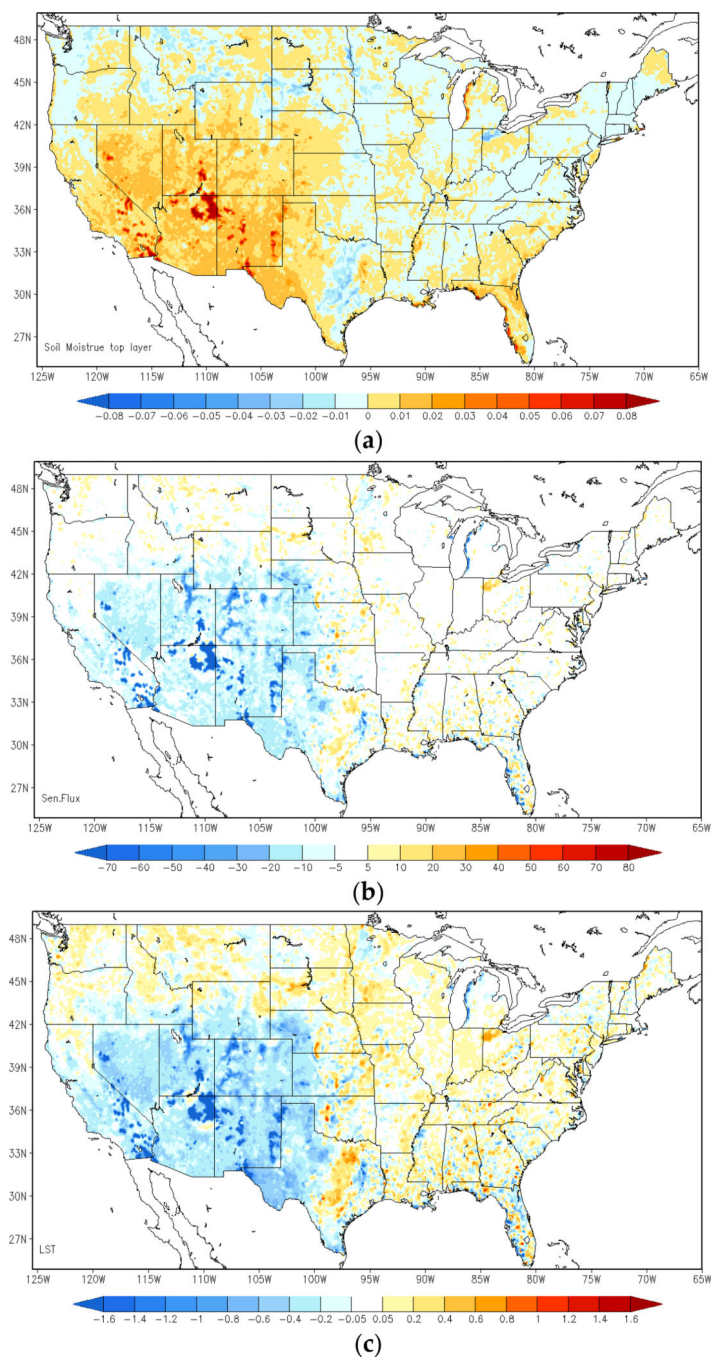 48N
45N
42N
39N
36N
33N
30N
27N
Soil Moistrue top layer
125W 120W 115W 110W 105W 100W 95W 90W 85W 80W 75W 70W 65W
-0.08 -0.07 -0.06 -0.05 -0.04 -0.03 -0.02 -0.01 0 0.01 0.02 0.03 0.04 0.05 0.06 0.07 0.08
(a)
48N
45N
42N
39N
36N
33N
30N
27N
Sen.Flux
125W 120W 115W 110W 105W 100W 95W 90W 85W 80W 75W 70W 65W
-70 -50 -40 -30 -20 -10 -5 5 10 20 30 40 50 60 70 80
(b)
48N
45N
42N
39N
36N
33N
30N
27N
LST
125W 120W 115W 110W 105W 100W 95W 90W 85W 80W 75W 70W 65W
-1.6 -1.4 -1 -0.8 -0.6 -0.4 -0.2 -0.05 0.05 0.2 0.4 0.6 0.8 1 1.2 1.4 1.6
(c)